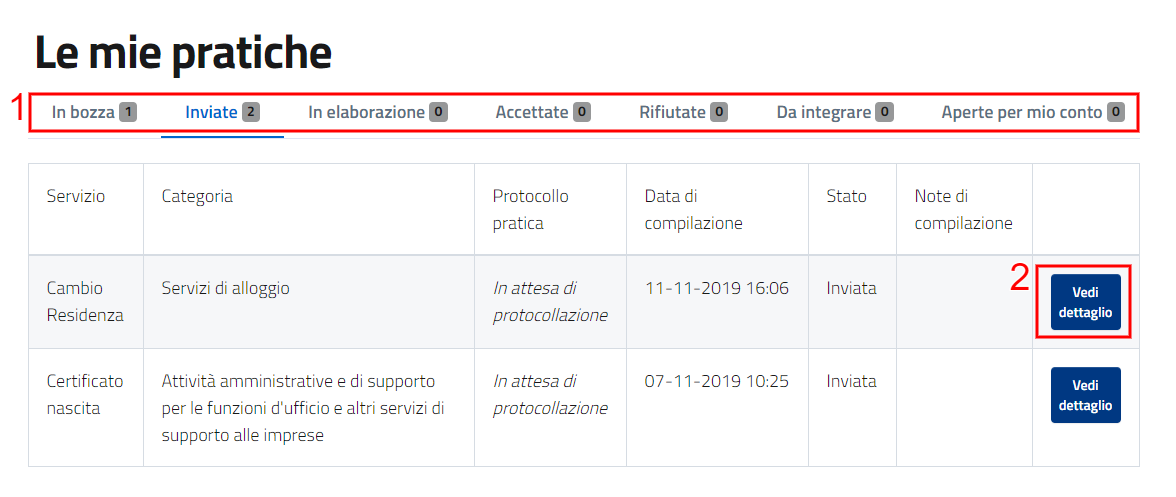 Le mie pratiche
1 In bozza 1 Inviate 2 In elaborazione 0 Accettate 0 Rifiutate 0 Da integrare 0 Aperte per mio conto 0
Servizio Categoria Protocollo pratica Data di compilazione Stato Note di compilazione
2
Cambio Residenza Servizi di alloggio In attesa di protocollazione 11-11-2019 16:06 Inviata Vedi dettaglio
Certificato nascita Attività amministrative e di supporto per le funzioni d'ufficio e altri servizi di supporto alle imprese In attesa di protocollazione 07-11-2019 10:25 Inviata Vedi dettaglio